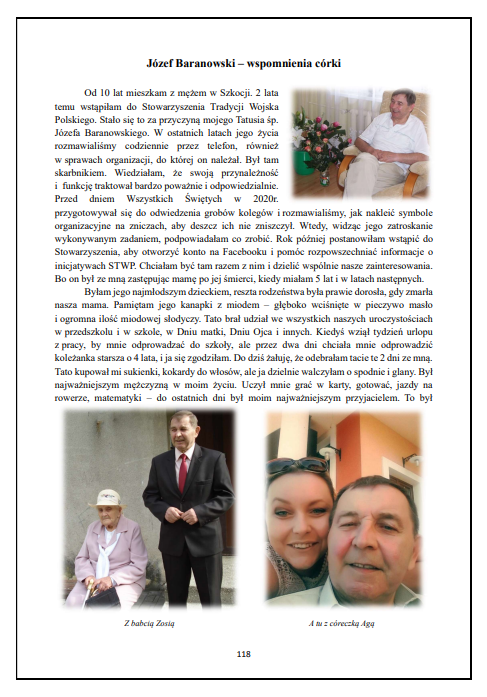 Józef Baranowski – wspomnienia córki
Od 10 lat mieszkam z mężem w Szkocji. 2 lata
temu wstąpiłam do Stowarzyszenia Tradycji Wojska
Polskiego. Stało się to za przyczyną mojego Tatusia śp.
Józefa Baranowskiego. W ostatnich latach jego życia
rozmawialiśmy codziennie przez telefon, również
w sprawach organizacji, do której on należał. Był tam
skarbnikiem. Wiedziałam, że swoją przynależność
i funkcję traktował bardzo poważnie i odpowiedzialnie.
Przed dniem Wszystkich Świętych w 2020r.
przygotowywał się do odwiedzenia grobów kolegów i rozmawialiśmy, jak nakleić symbole
organizacyjne na zniczach, aby deszcz ich nie zniszczył. Wtedy, widząc jego zatroskanie
wykonywanym zadaniem, podpowiadałam co zrobić. Rok później postanowiłam wstąpić do
Stowarzyszenia, aby otworzyć konto na Facebooku i pomóc rozpowszechniać informacje o
inicjatywach STWP. Chciałam być tam razem z nim i dzielić wspólnie nasze zainteresowania.
Bo on był ze mną zastępując mamę po jej śmierci, kiedy miałam 5 lat i w latach następnych.
Byłam jego najmłodszym dzieckiem, reszta rodzeństwa była prawie dorosła, gdy zmarła
nasza mama. Pamiętam jego kanapki z miodem – głęboko wciśnięte w pieczywo masło
i ogromna ilość miodowej słodyczy. Tato brał udział we wszystkich naszych uroczystościach
w przedszkolu i w szkole, w Dniu matki, Dniu Ojca i innych. Kiedyś wziął tydzień urlopu
z pracy, by mnie odprowadzać do szkoły, ale przez dwa dni chciała mnie odprowadzić
koleżanka starsza o 4 lata, i ja się zgodziłam. Do dziś żałuję, że odebrałam tacie te 2 dni ze mną.
Tato kupował mi sukienki, kokardy do włosów, ale ja dzielnie walczyłam o spodnie i glany. Był
najważniejszym mężczyzną w moim życiu. Uczył mnie grać w karty, gotować, jazdy na
rowerze, matematyki – do ostatnich dni był moim najważniejszym przyjacielem. To był
Z babcią Zosią
A tu z córeczką Agą
118